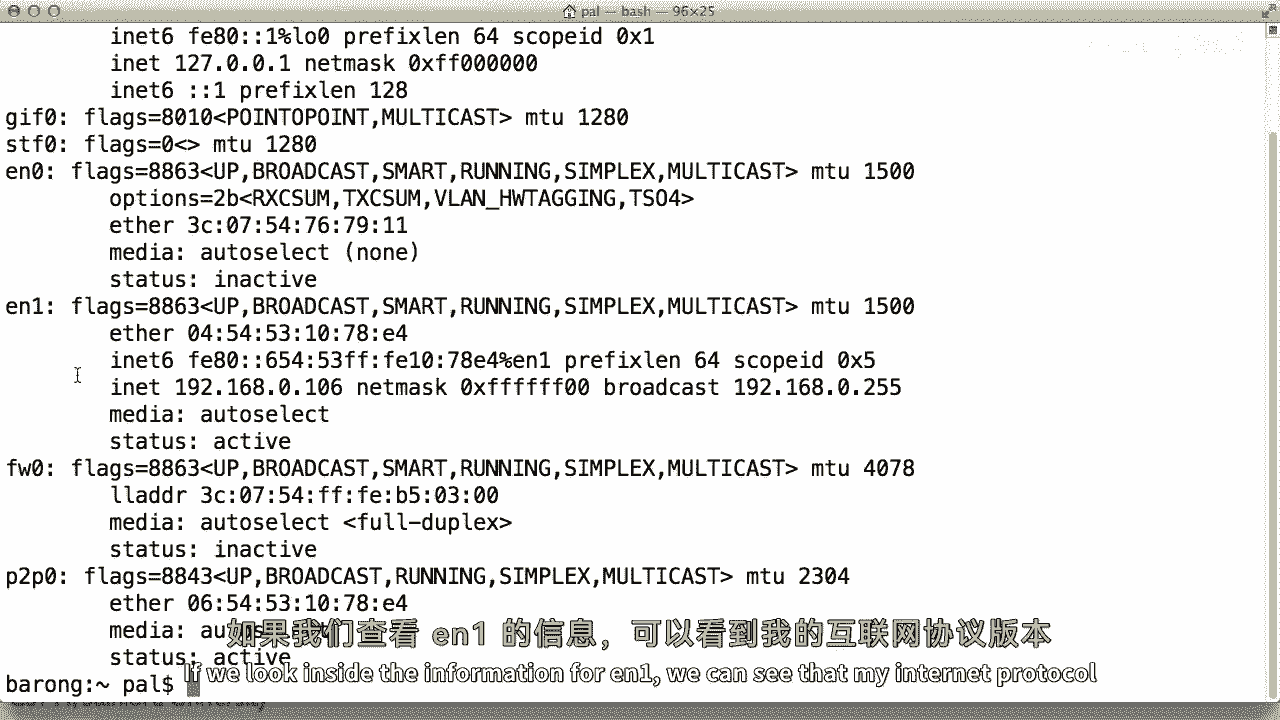 pal — bash — 96×25
inet6 fe80::1%lo0 prefixlen 64 scopeid 0x1
inet 127.0.0.1 netmask 0xff000000
inet6 ::1 prefixlen 128
gif0: flags=8010<POINTOPOINT,MULTICAST> mtu 1280
stf0: flags=0<> mtu 1280
en0: flags=8863<UP,BROADCAST,SMART,RUNNING,SIMPLEX,MULTICAST> mtu 1500
options=2b<RXCSUM,TXCSUM,VLAN_HWTAGGING,TSO4>
ether 3c:07:54:76:79:11
media: autoselect (none)
status: inactive
en1: flags=8863<UP,BROADCAST,SMART,RUNNING,SIMPLEX,MULTICAST> mtu 1500
ether 04:54:53:10:78:e4
inet6 fe80::654:53ff:fe10:78e4%en1 prefixlen 64 scopeid 0x5
inet 192.168.0.106 netmask 0xffffff00 broadcast 192.168.0.255
media: autoselect
status: active
fw0: flags=8863<UP,BROADCAST,SMART,RUNNING,SIMPLEX,MULTICAST> mtu 4078
lladdr 3c:07:54:ff:fe:b5:03:00
media: autoselect <full-duplex>
status: inactive
p2p0: flags=8843<UP,BROADCAST,RUNNING,SIMPLEX,MULTICAST> mtu 2304
ether 06:54:53:10:78:e4
media:
如果我们查看 en1 的信息，可以看到我的互联网协议版本
status: active
If we look inside the information for en1, we can see that my internet protocol
barong:~ pal$